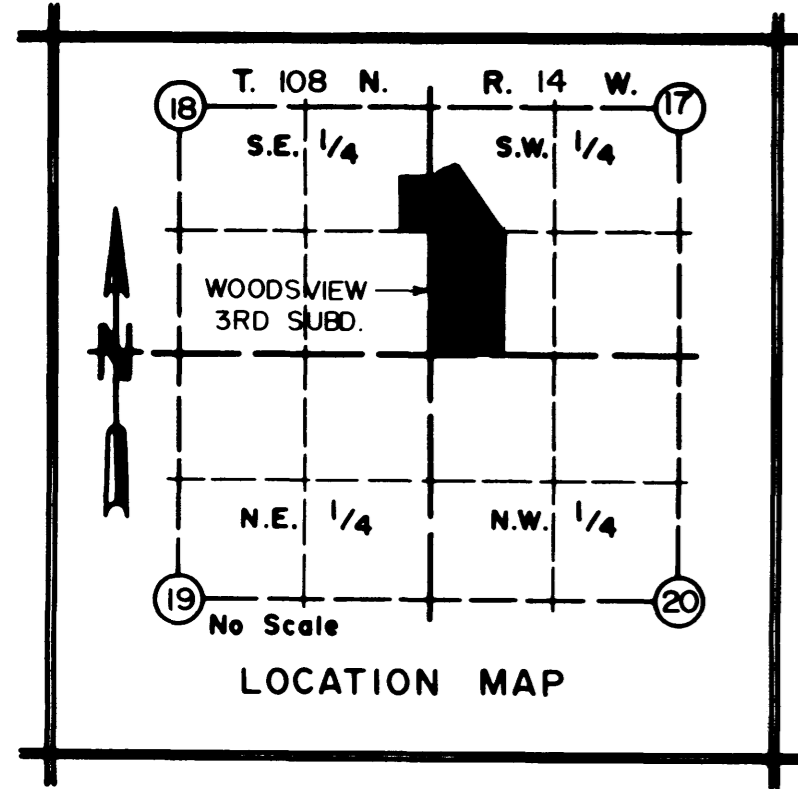 T. 108 N. R. 14 W.
18 17
S.E. 1/4 S.W. 1/4
WOODSVIEW
3RD SUBD.
N
N.E. 1/4 N.W. 1/4
19 20
No Scale
LOCATION MAP